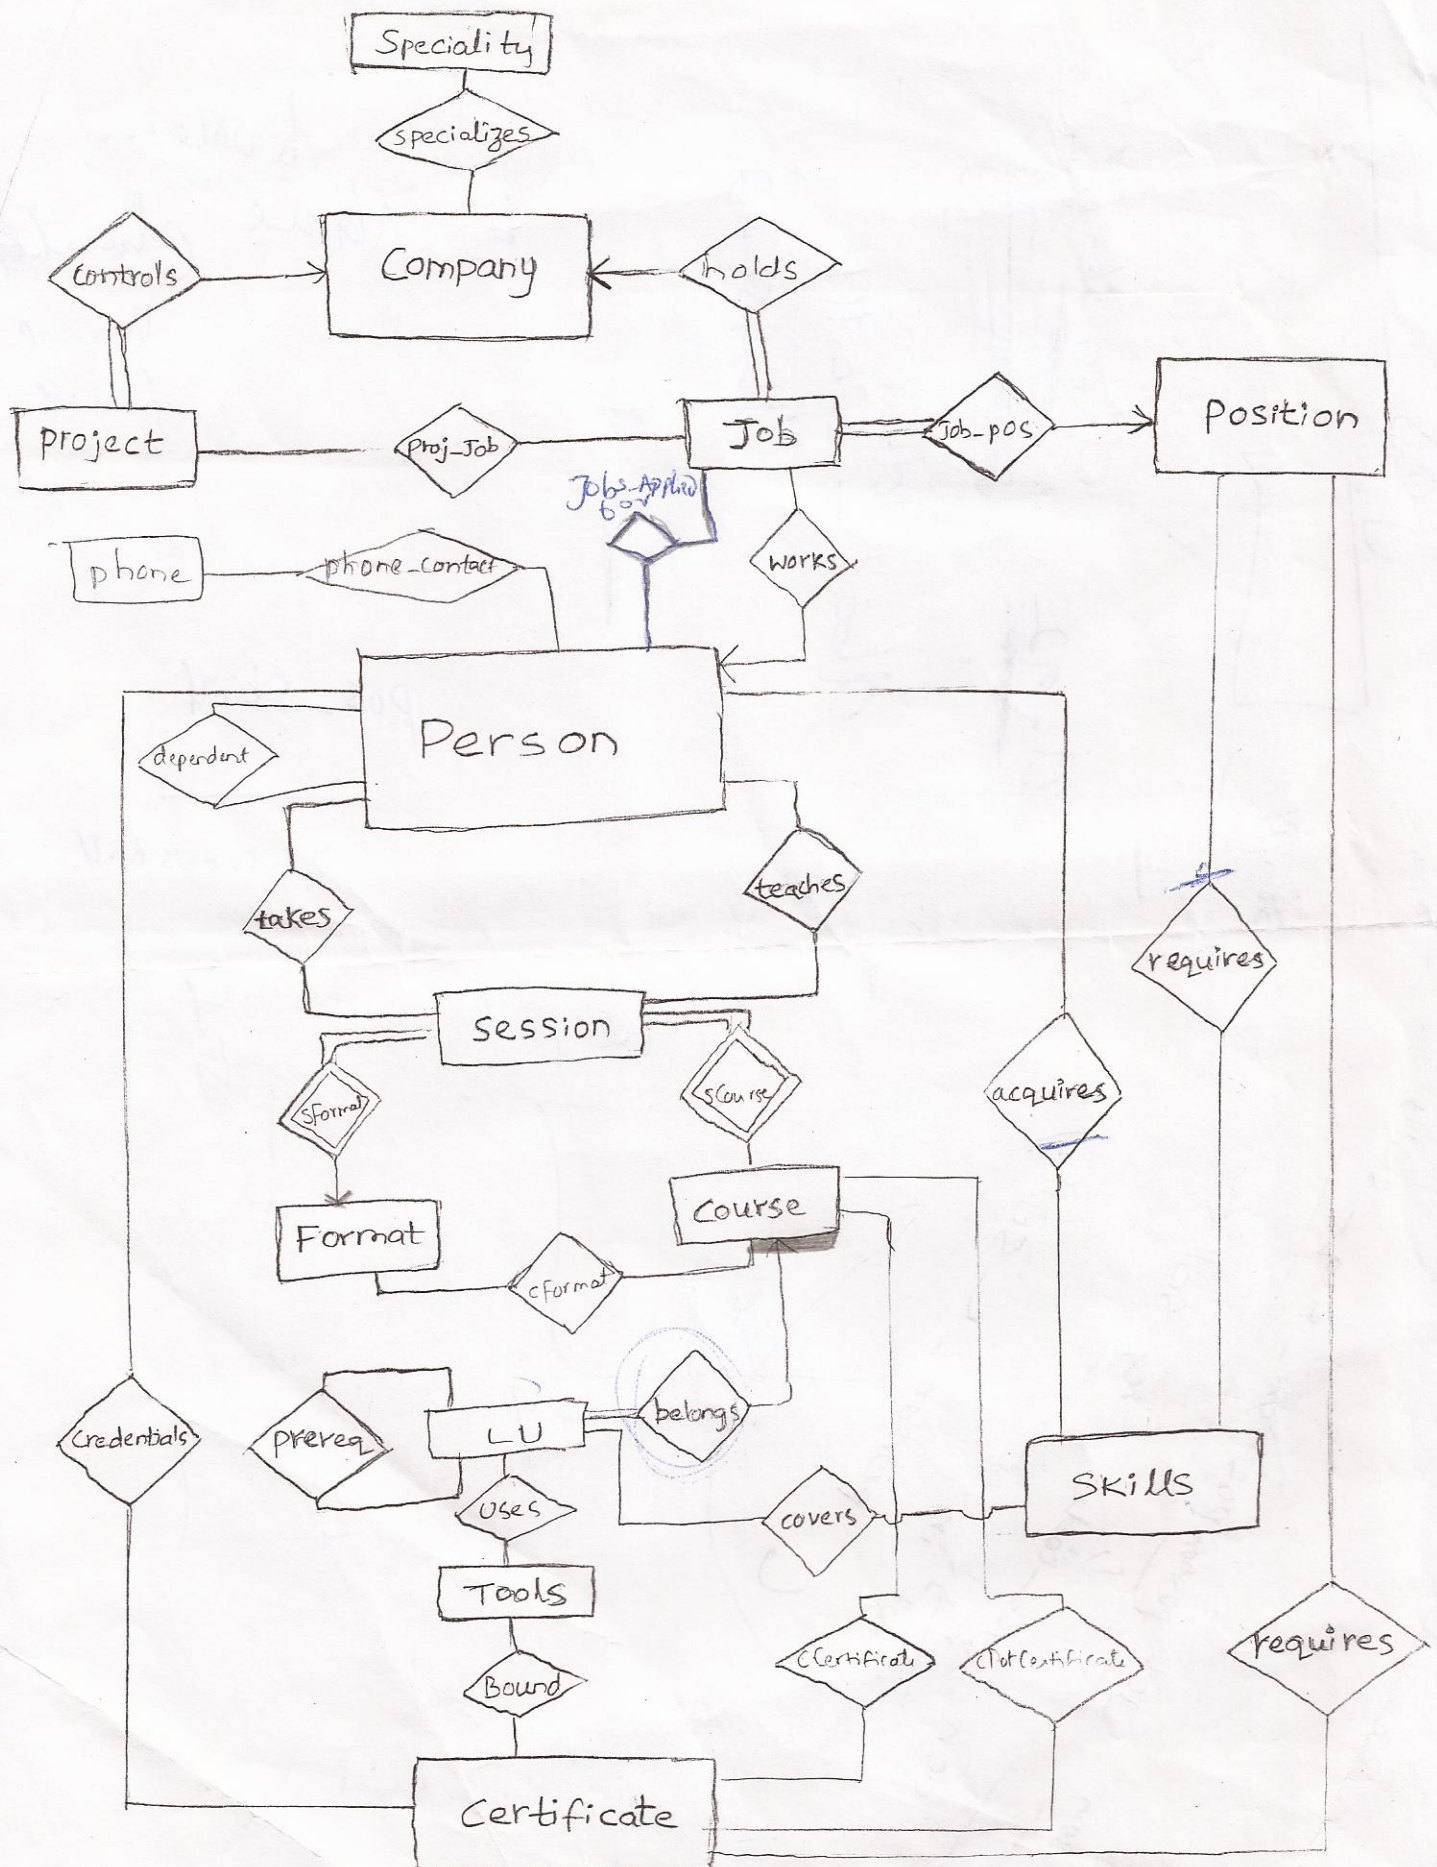 Speciality
specializes
controls
Company
holds
project
Proj_Job
Job
Job_pos
Position
Jobs_Applied
for
phone
phone_contact
works
Person
dependent
takes
teaches
requires
session
sFormat
sCourse
acquires
Format
course
cformat
Credentials
prereq
LU
belongs
Skills
uses
covers
Tools
Bound
cCertificate
requires
Certificate